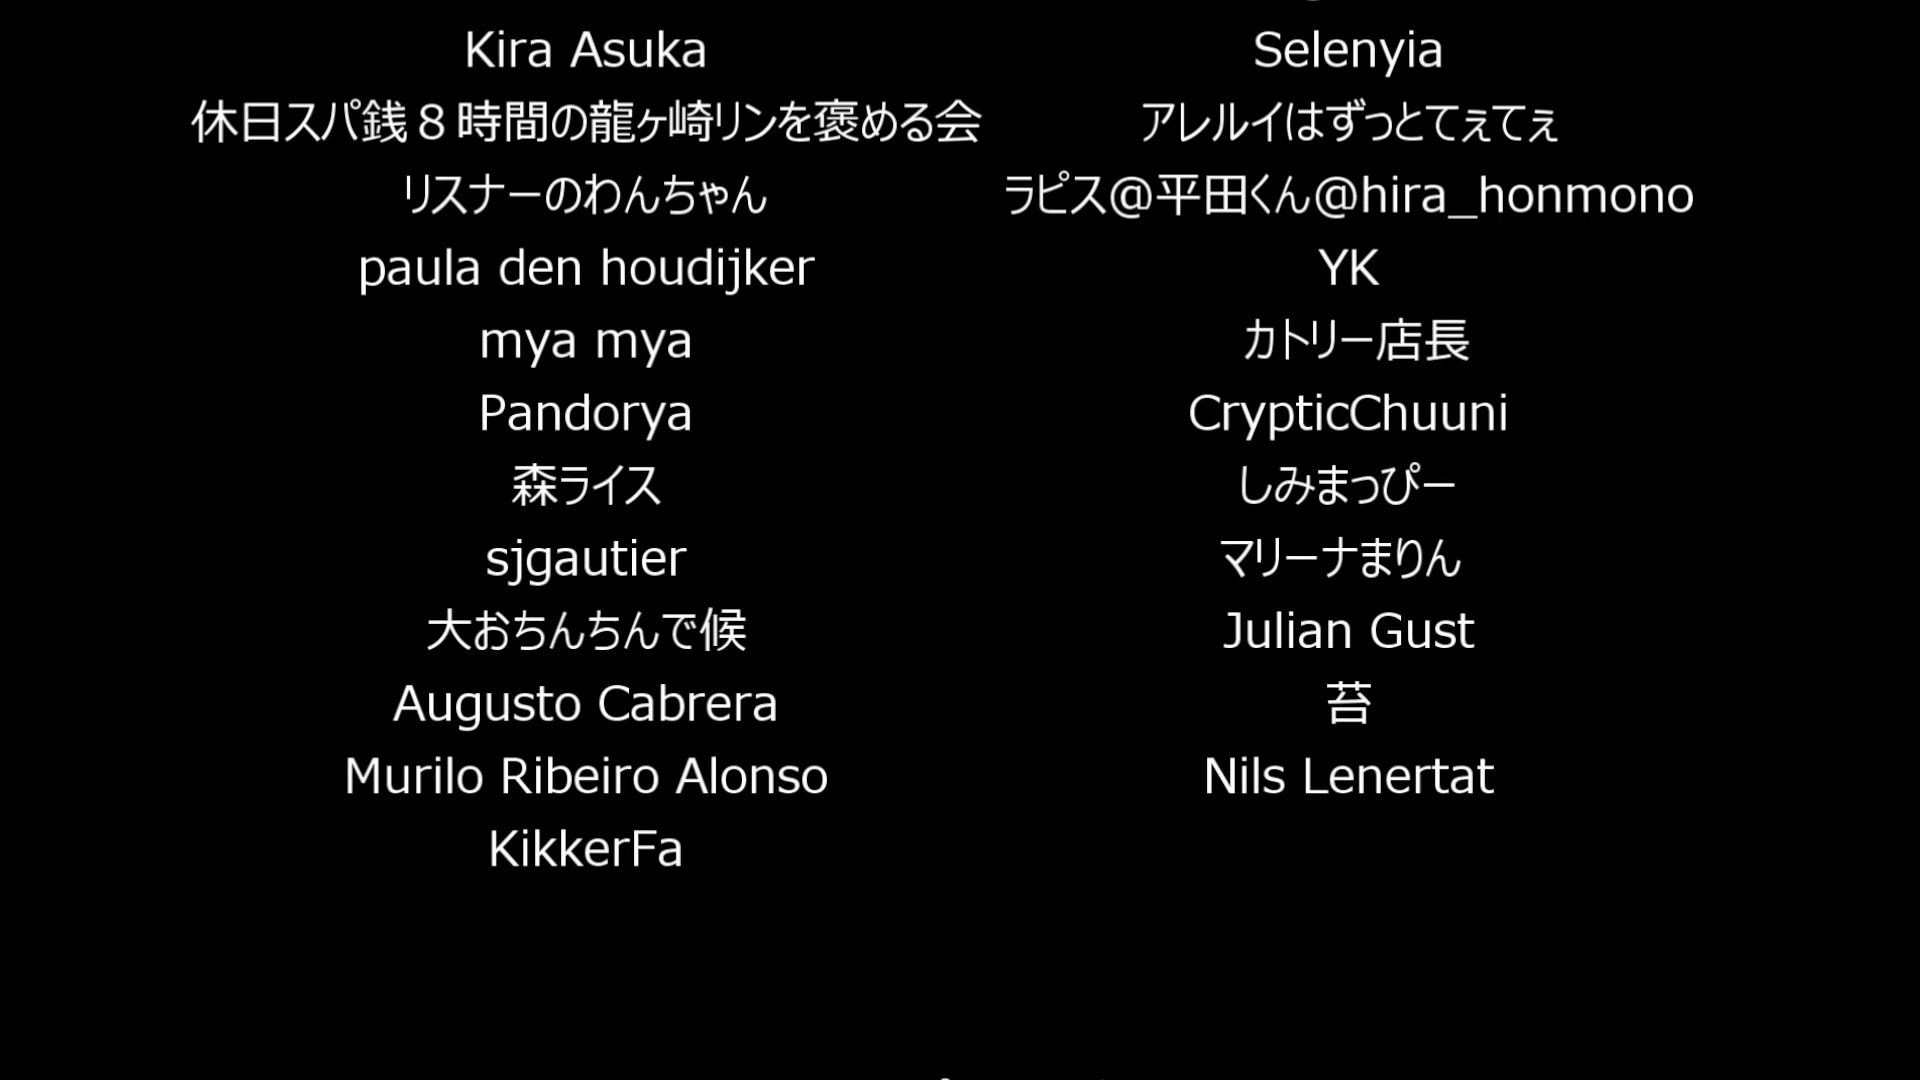 Kira Asuka
Selenyia
休日スパ銭８時間の龍ヶ崎リンを褒める会
アレルイはずっとてぇてぇ
リスナーのわんちゃん
ラピス@平田くん@hira_honmono
paula den houdijker
YK
mya mya
カトリー店長
Pandorya
CrypticChuuni
森ライス
しみまっぴー
sjgautier
マリーナまりん
大おちんちんで候
Julian Gust
Augusto Cabrera
苔
Murilo Ribeiro Alonso
Nils Lenertat
KikkerFa